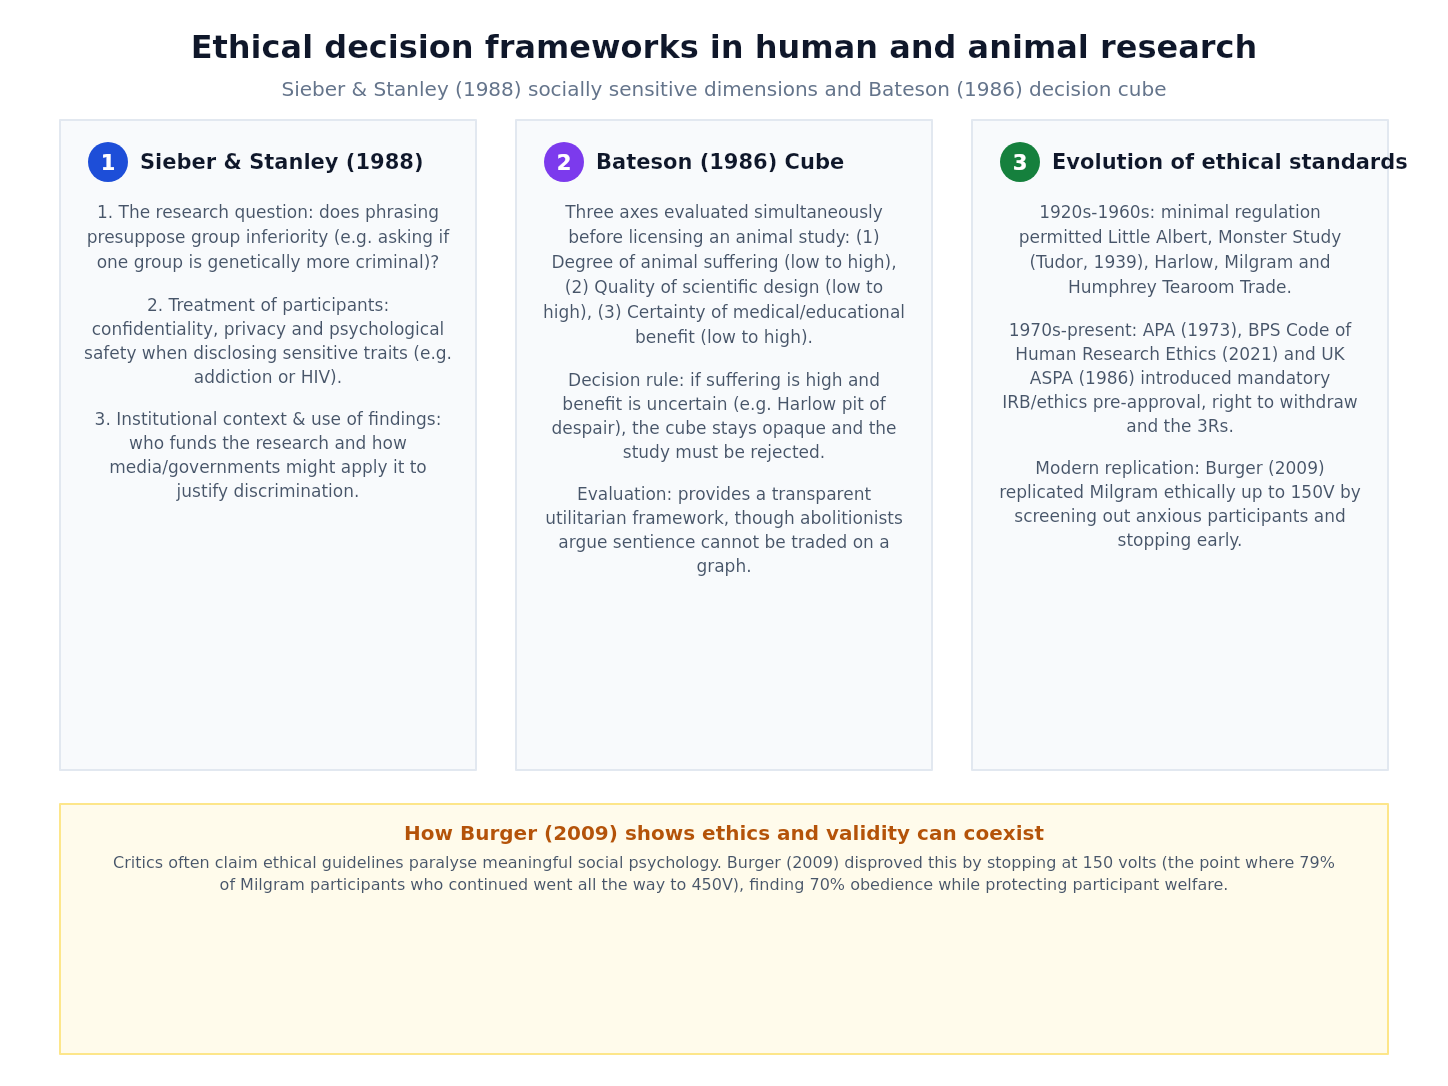 Ethical decision frameworks in human and animal research
Sieber & Stanley (1988) socially sensitive dimensions and Bateson (1986) decision cube
1 Sieber & Stanley (1988)
1. The research question: does phrasing
presuppose group inferiority (e.g. asking if
one group is genetically more criminal)?
2. Treatment of participants:
confidentiality, privacy and psychological
safety when disclosing sensitive traits (e.g.
addiction or HIV).
3. Institutional context & use of findings:
who funds the research and how
media/governments might apply it to
justify discrimination.
2 Bateson (1986) Cube
Three axes evaluated simultaneously
before licensing an animal study: (1)
Degree of animal suffering (low to high),
(2) Quality of scientific design (low to
high), (3) Certainty of medical/educational
benefit (low to high).
Decision rule: if suffering is high and
benefit is uncertain (e.g. Harlow pit of
despair), the cube stays opaque and the
study must be rejected.
Evaluation: provides a transparent
utilitarian framework, though abolitionists
argue sentience cannot be traded on a
graph.
3 Evolution of ethical standards
1920s-1960s: minimal regulation
permitted Little Albert, Monster Study
(Tudor, 1939), Harlow, Milgram and
Humphrey Tearoom Trade.
1970s-present: APA (1973), BPS Code of
Human Research Ethics (2021) and UK
ASPA (1986) introduced mandatory
IRB/ethics pre-approval, right to withdraw
and the 3Rs.
Modern replication: Burger (2009)
replicated Milgram ethically up to 150V by
screening out anxious participants and
stopping early.
How Burger (2009) shows ethics and validity can coexist
Critics often claim ethical guidelines paralyse meaningful social psychology. Burger (2009) disproved this by stopping at 150 volts (the point where 79%
of Milgram participants who continued went all the way to 450V), finding 70% obedience while protecting participant welfare.